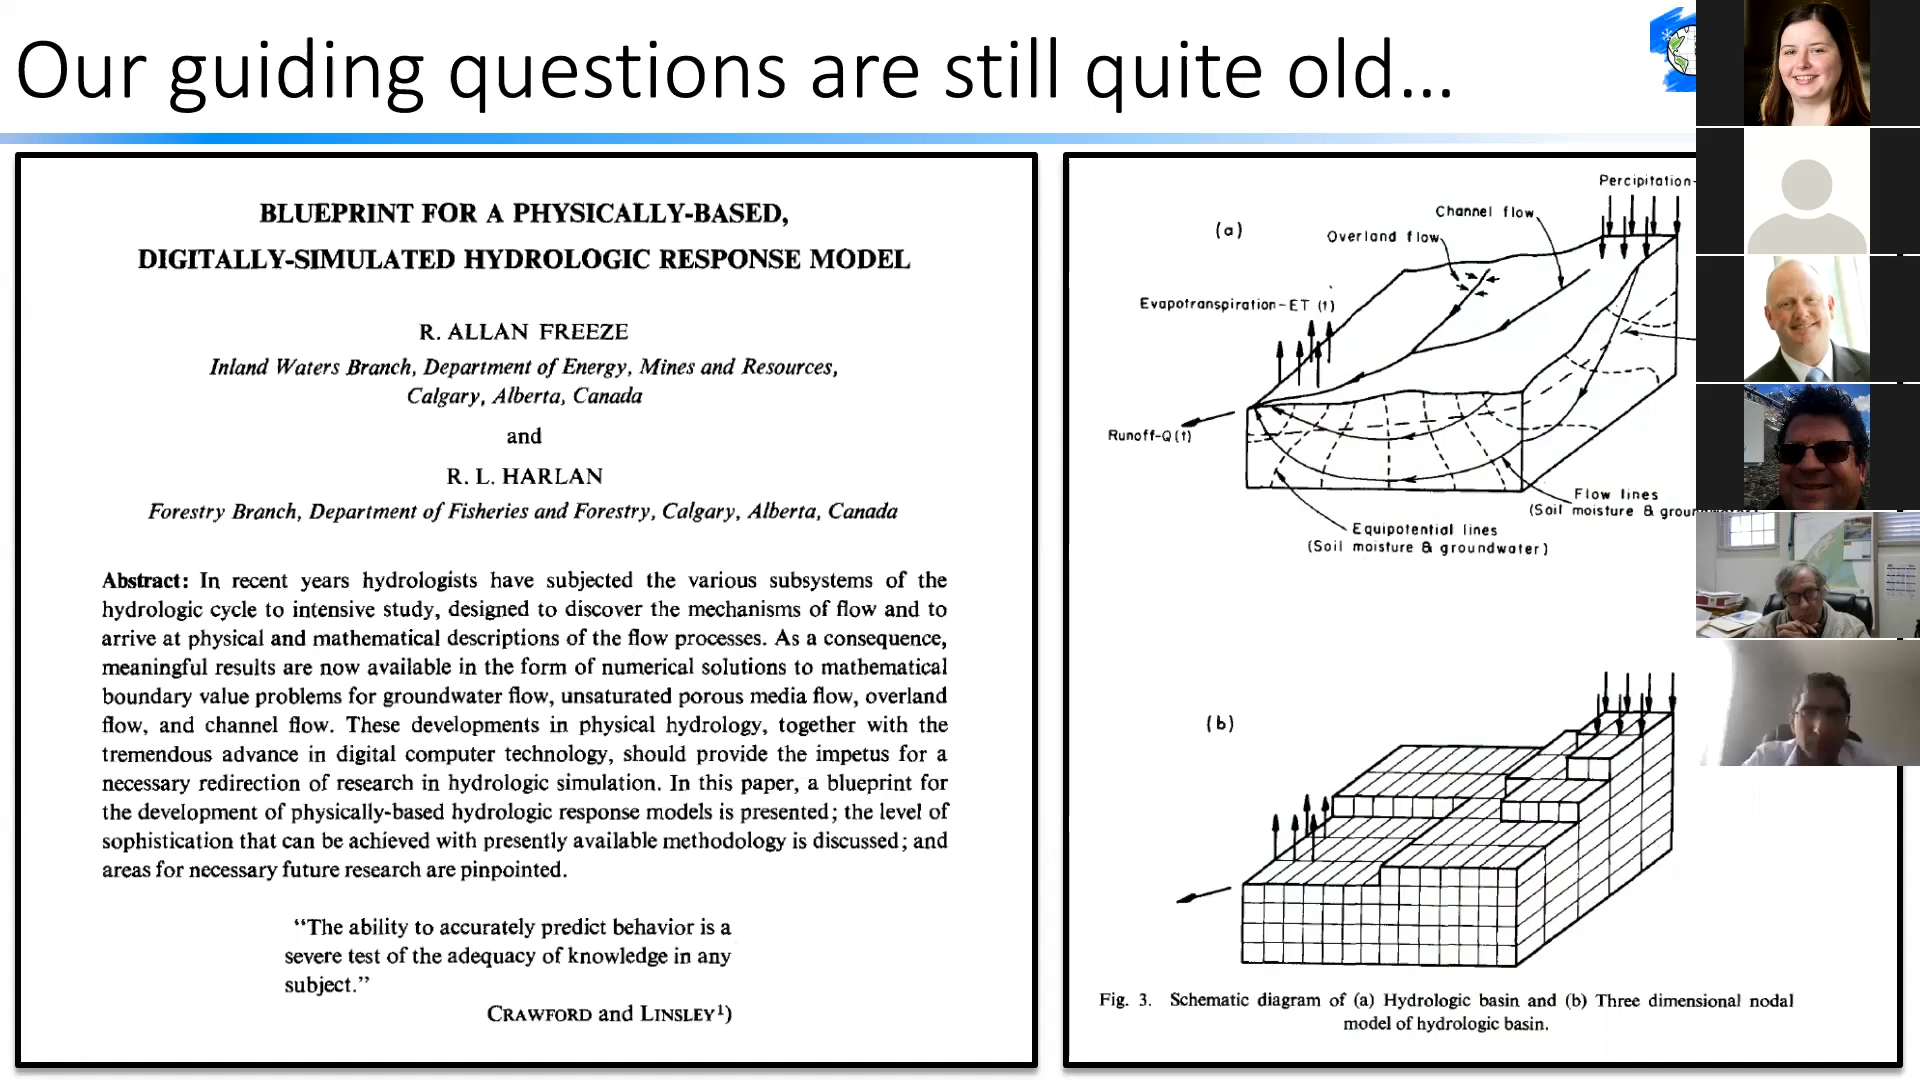 Our guiding questions are still quite old...
BLUEPRINT FOR A PHYSICALLY-BASED,
DIGITALLY-SIMULATED HYDROLOGIC RESPONSE MODEL
R. ALLAN FREEZE
Inland Waters Branch, Department of Energy, Mines and Resources,
Calgary, Alberta, Canada
and
R. L. HARLAN
Forestry Branch, Department of Fisheries and Forestry, Calgary, Alberta, Canada
Abstract: In recent years hydrologists have subjected the various subsystems of the
hydrologic cycle to intensive study, designed to discover the mechanisms of flow and to
arrive at physical and mathematical descriptions of the flow processes. As a consequence,
meaningful results are now available in the form of numerical solutions to mathematical
boundary value problems for groundwater flow, unsaturated porous media flow, overland
flow, and channel flow. These developments in physical hydrology, together with the
tremendous advance in digital computer technology, should provide the impetus for a
necessary redirection of research in hydrologic simulation. In this paper, a blueprint for
the development of physically-based hydrologic response models is presented; the level of
sophistication that can be achieved with presently available methodology is discussed; and
areas for necessary future research are pinpointed.
“The ability to accurately predict behavior is a
severe test of the adequacy of knowledge in any
subject.”
CRAWFORD and LINSLEY¹)
Percipitation-
Channel flow
(a)
Overland flow
Evapotranspiration-ET (t)
Runoff-Q(t)
Flow lines
(Soil moisture & groun
Equipotential lines
(Soil moisture & groundwater)
(b)
Fig. 3. Schematic diagram of (a) Hydrologic basin and (b) Three dimensional nodal
model of hydrologic basin.